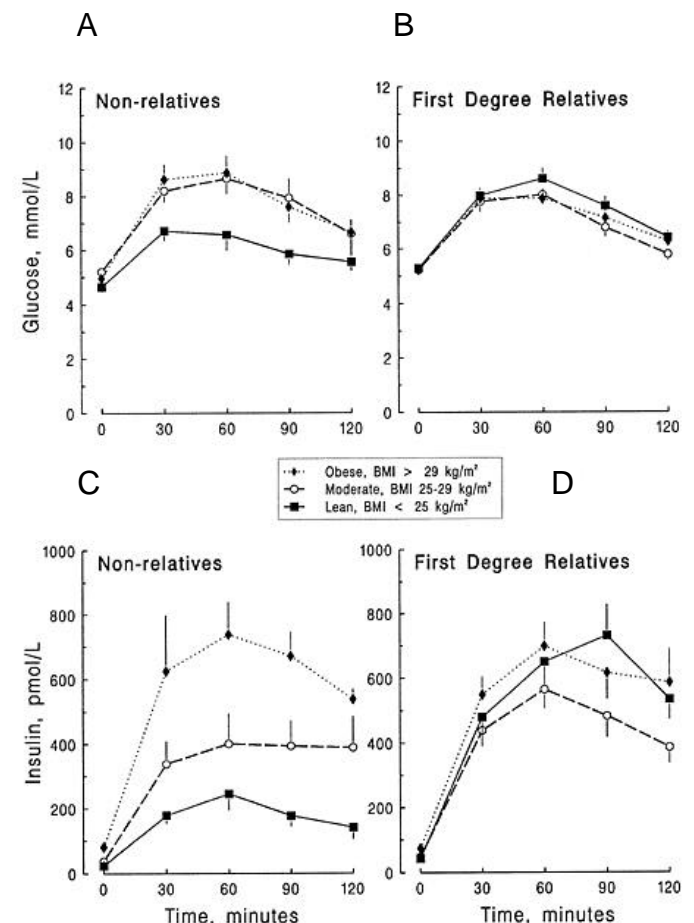 A
B
12
10
8
6
4
2
0
Glucose, mmol/L
Non-relatives
0 30 60 90 120
12
10
8
6
4
2
0
First Degree Relatives
0 30 60 90 120
C
D
Obese, BMI > 29 kg/m²
Moderate, BMI 25-29 kg/m²
Lean, BMI < 25 kg/m²
1000
800
600
400
200
0
Insulin, pmol/L
Non-relatives
0 30 60 90 120
Time, minutes
1000
800
600
400
200
0
First Degree Relatives
0 30 60 90 120
Time, minutes